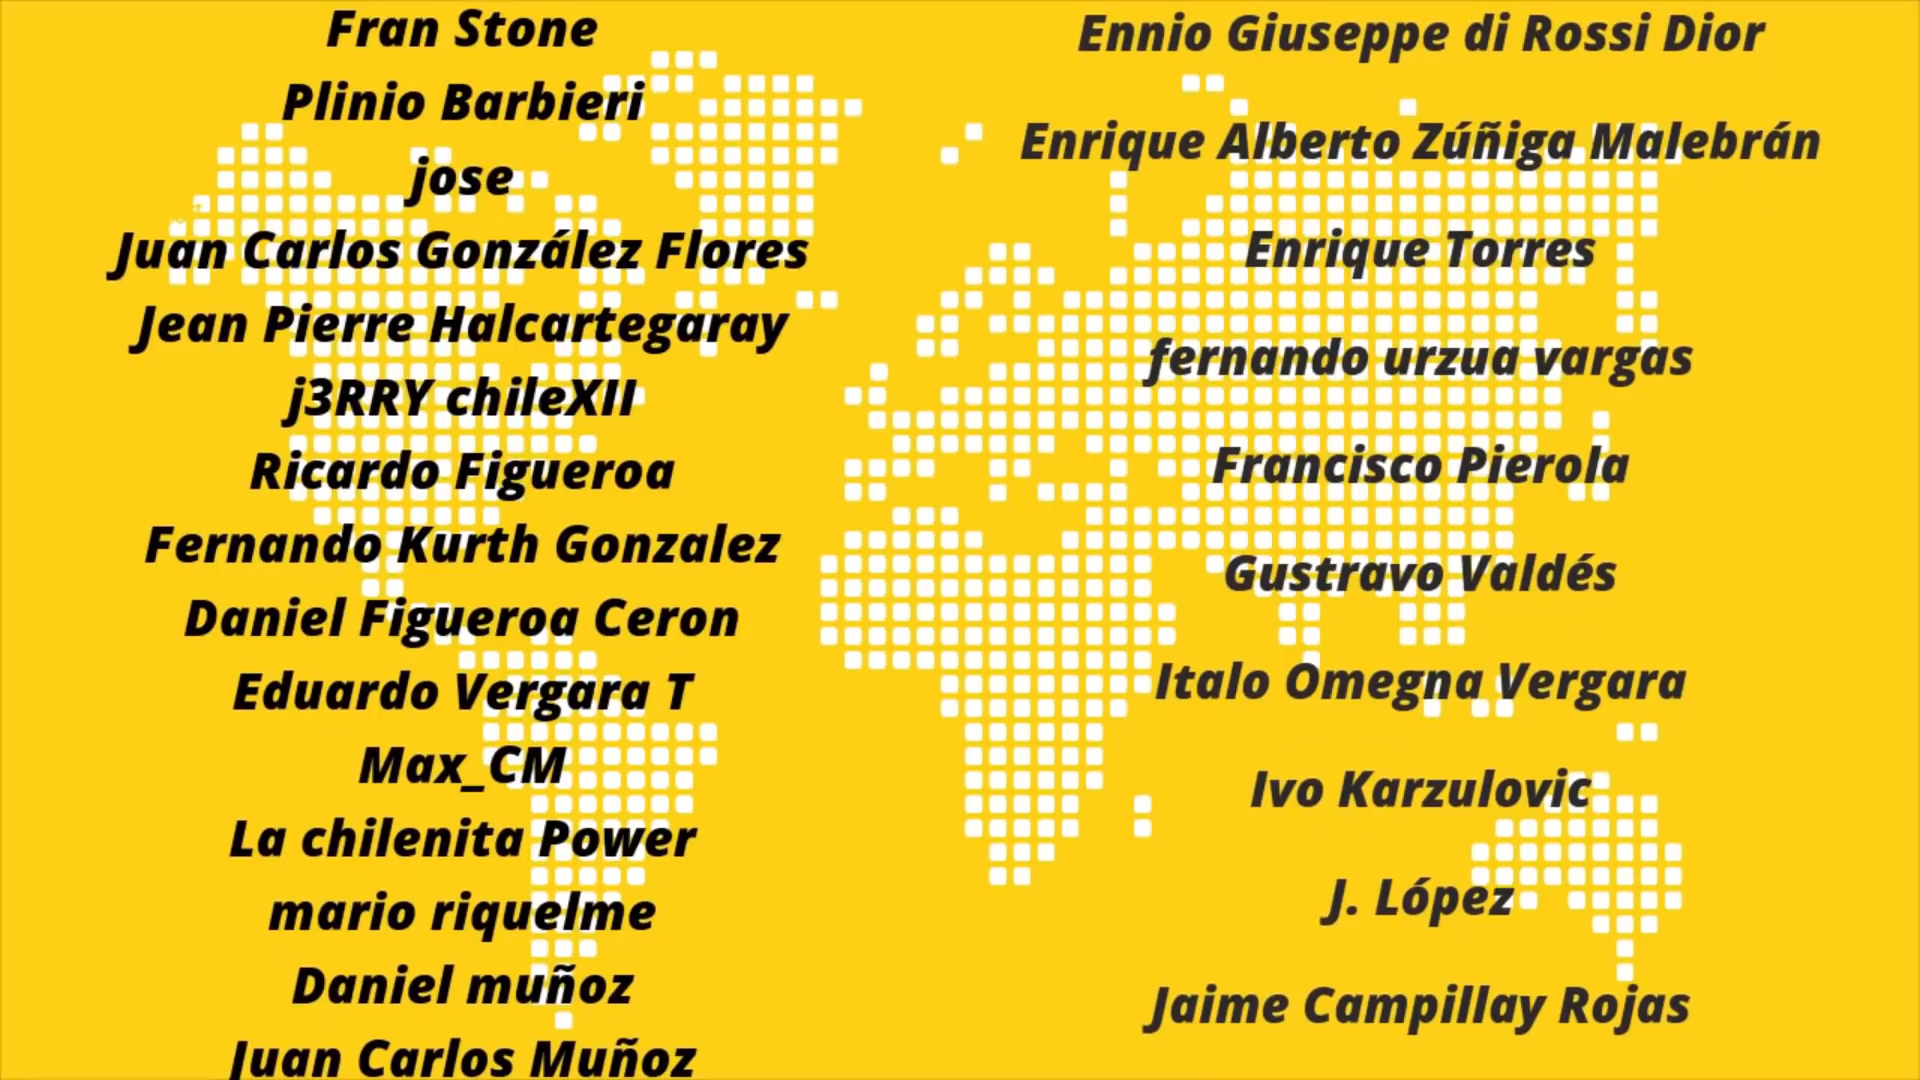 Fran Stone
Plinio Barbieri
jose
Juan Carlos González Flores
Jean Pierre Halcartegaray
j3RRY chileXII
Ricardo Figueroa
Fernando Kurth Gonzalez
Daniel Figueroa Ceron
Eduardo Vergara T
Max_CM
La chilenita Power
mario riquelme
Daniel muñoz
Juan Carlos Muñoz
Ennio Giuseppe di Rossi Dior
Enrique Alberto Zúñiga Malebrán
Enrique Torres
fernando urzua vargas
Francisco Pierola
Gustravo Valdés
Italo Omegna Vergara
Ivo Karzulovic
J. López
Jaime Campillay Rojas